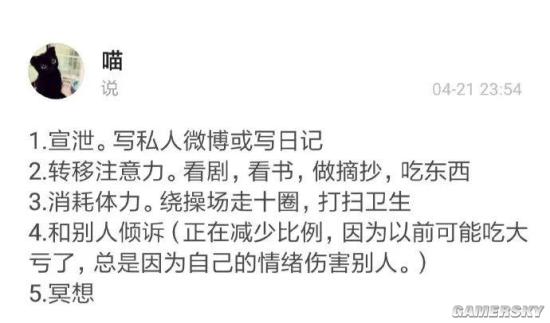 喵
说
04-21 23:54
1.宣泄。写私人微博或写日记
2.转移注意力。看剧，看书，做摘抄，吃东西
3.消耗体力。绕操场走十圈，打扫卫生
4.和别人倾诉（正在减少比例，因为以前可能吃大
亏了，总是因为自己的情绪伤害别人。）
5.冥想
GAMERSKY